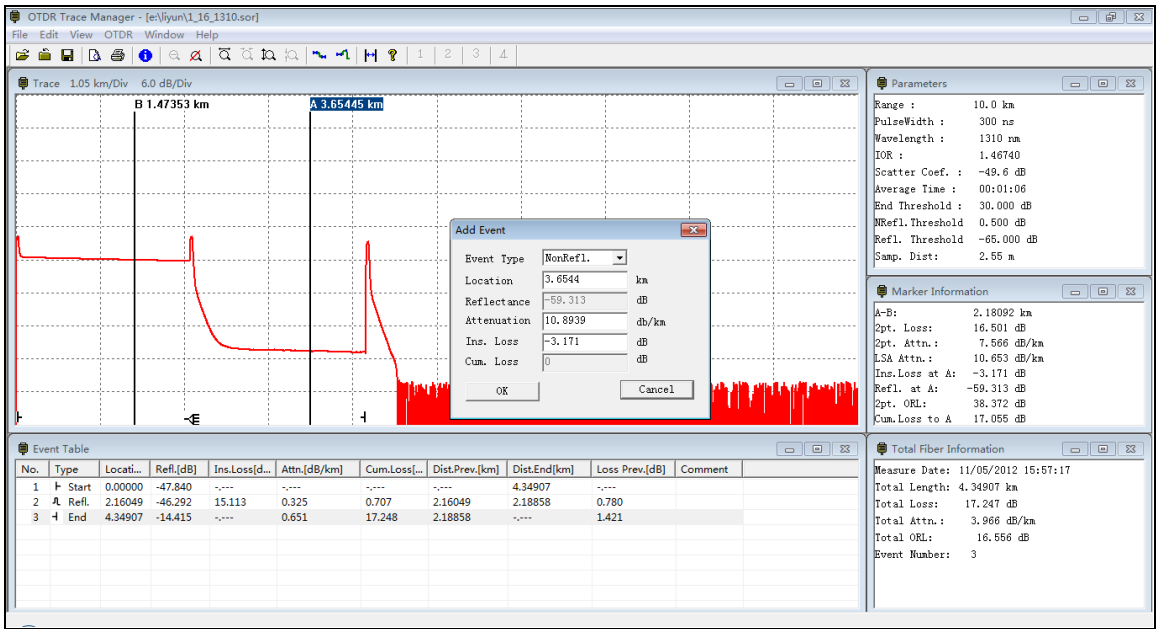 OTDR Trace Manager - [e:\liyun\1_16_1310.sor]
File Edit View OTDR Window Help
1 2 3 4
Trace 1.05 km/Div 6.0 dB/Div
B 1.47353 km A 3.65445 km
Add Event
Event Type NonRefl.
Location 3.6544 km
Reflectance -59.313 dB
Attenuation 10.8939 db/km
Ins. Loss -3.171 dB
Cum. Loss 0 dB
OK Cancel
Parameters
Range : 10.0 km
PulseWidth : 300 ns
Wavelength : 1310 nm
IOR : 1.46740
Scatter Coef. : -49.6 dB
Average Time : 00:01:06
End Threshold : 30.000 dB
NRefl.Threshold 0.500 dB
Refl. Threshold -65.000 dB
Samp. Dist: 2.55 m
Marker Information
A-B: 2.18092 km
2pt. Loss: 16.501 dB
2pt. Attn.: 7.566 dB/km
LSA Attn.: 10.653 dB/km
Ins.Loss at A: -3.171 dB
Refl. at A: -59.313 dB
2pt. ORL: 38.372 dB
Cum.Loss to A 17.055 dB
Event Table
No. Type Locati... Refl.[dB] Ins.Loss[d... Attn.[dB/km] Cum.Loss[... Dist.Prev.[km] Dist.End[km] Loss Prev.[dB] Comment
1 Start 0.00000 -47.840 -.--- -.--- -.--- -.--- 4.34907 -.---
2 Refl. 2.16049 -46.292 15.113 0.325 0.707 2.16049 2.18858 0.780
3 End 4.34907 -14.415 -.--- 0.651 17.248 2.18858 -.--- 1.421
Total Fiber Information
Measure Date: 11/05/2012 15:57:17
Total Length: 4.34907 km
Total Loss: 17.247 dB
Total Attn.: 3.966 dB/km
Total ORL: 16.556 dB
Event Number: 3